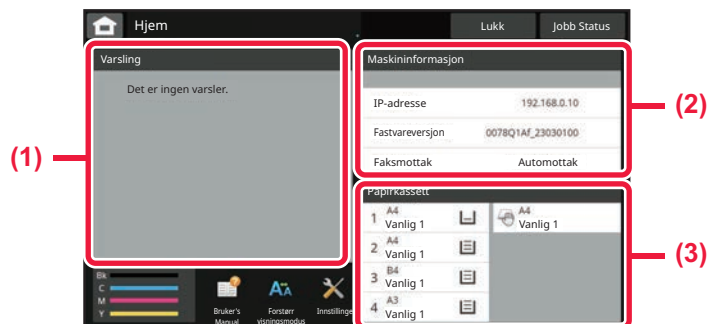 Hjem
Lukk
Jobb Status
Varsling
Det er ingen varsler.
Maskininformasjon
IP-adresse 192.168.0.10
Fastvareversjon 0078Q1Af_23030100
Faksmottak Automottak
Papirkassett
1 A4 Vanlig 1
2 A4 Vanlig 1
3 B4 Vanlig 1
4 A3 Vanlig 1
A4 Vanlig 1
Bk
C
M
Y
Bruker's
Manual
Forstørr
visningsmodus
Innstillinge
(1)
(2)
(3)